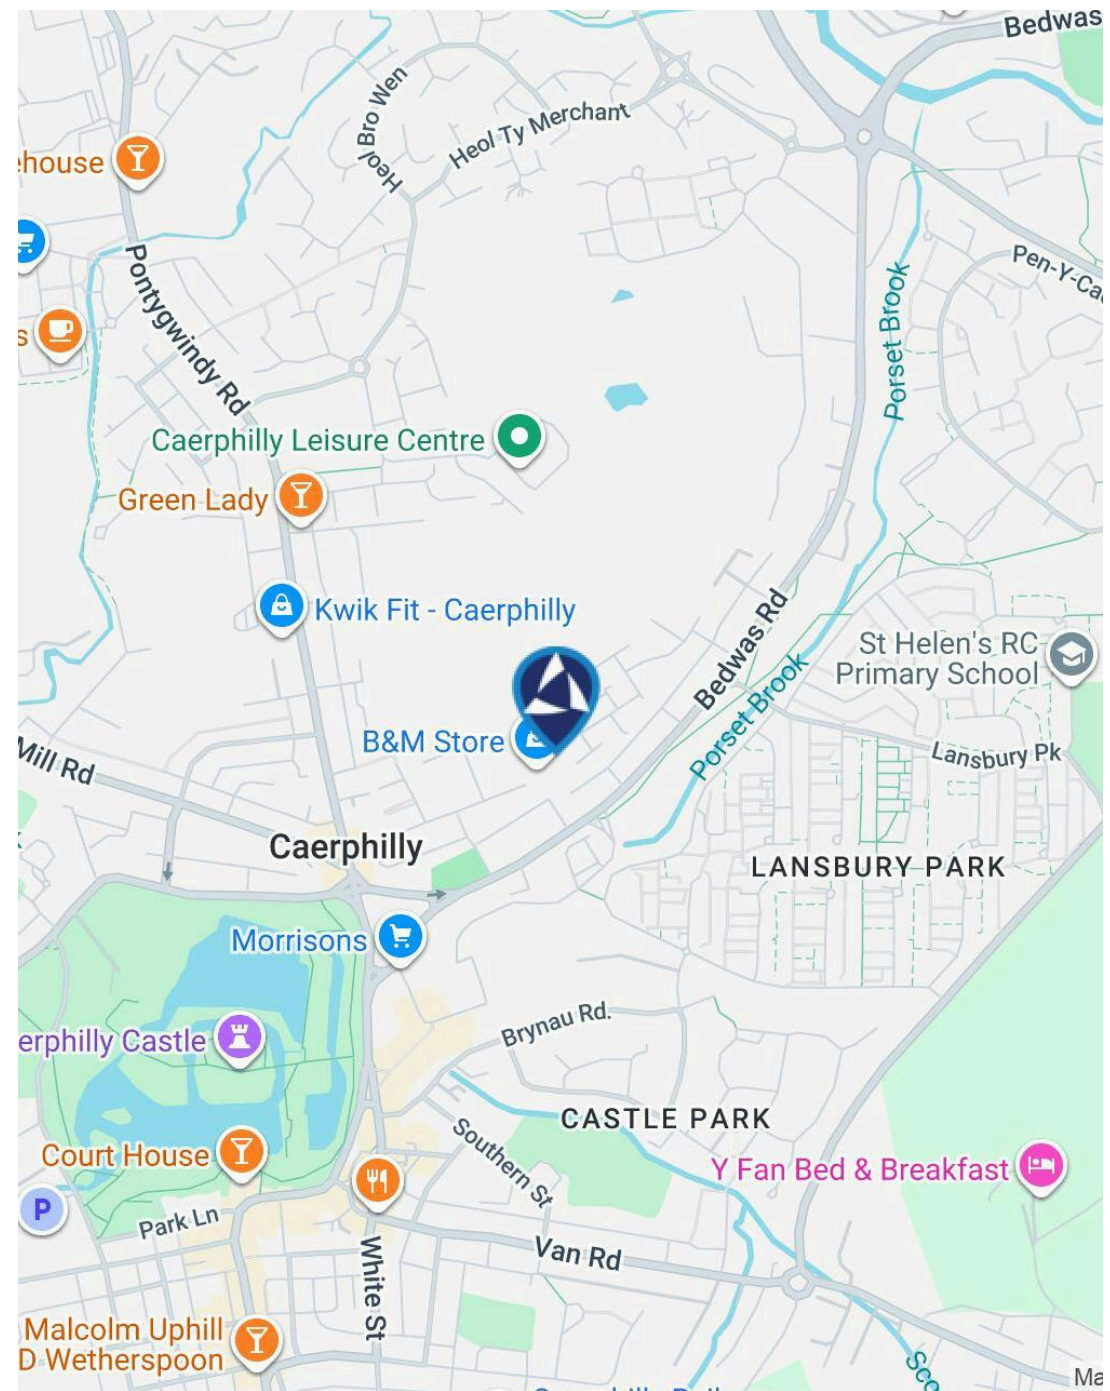 Bedwas
Heol Bro Wen
Heol Ty Merchant
house
Pontygwindy Rd
Pen-Y-Cae
Porset Brook
s
Caerphilly Leisure Centre
Green Lady
Kwik Fit - Caerphilly
Bedwas Rd
St Helen's RC
Primary School
Porset Brook
B&M Store
Mill Rd
Lansbury Pk
Caerphilly
LANSBURY PARK
Morrisons
Brynau Rd.
erphilly Castle
CASTLE PARK
Southern St
Court House
Y Fan Bed & Breakfast
P
Park Ln
White St
Van Rd
Malcolm Uphill
D Wetherspoon
Sco
Ma